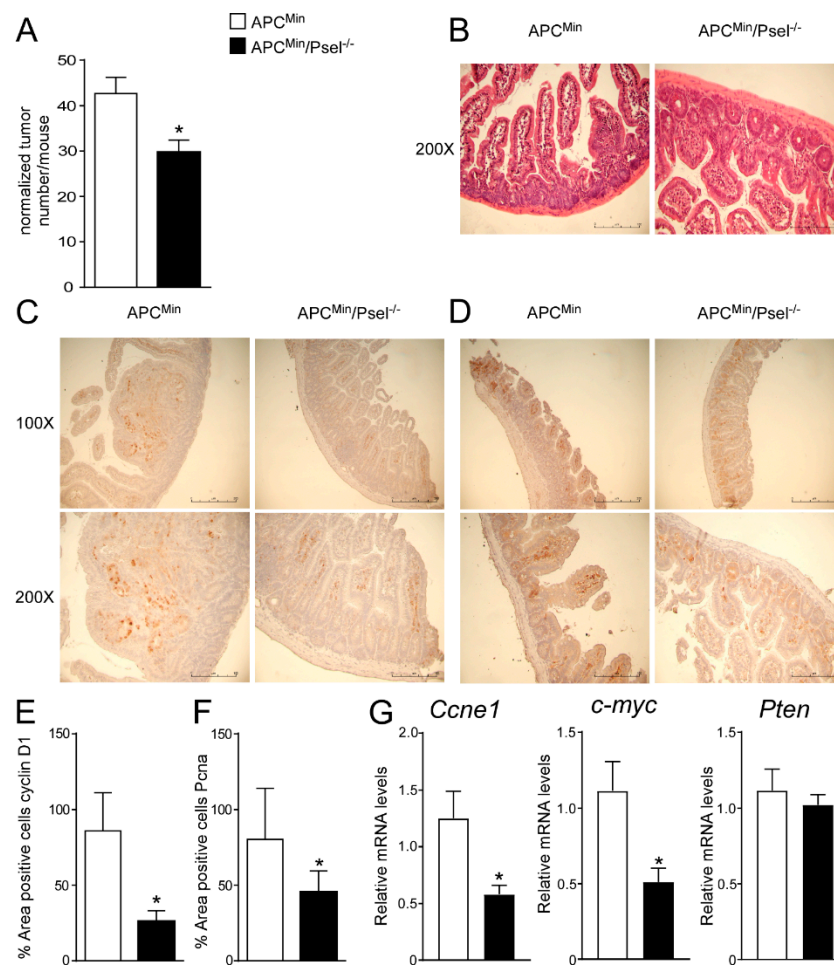 A
APC^Min
APC^Min/Psel^-/-
normalized tumor
number/mouse
50
40
30
20
10
0
*
B
APC^Min
APC^Min/Psel^-/-
200X
C
APC^Min
APC^Min/Psel^-/-
D
APC^Min
APC^Min/Psel^-/-
100X
200X
E
% Area positive cells cyclin D1
150
100
50
0
*
F
% Area positive cells Pcna
150
100
50
0
*
G
Ccne1
Relative mRNA levels
2.0
1.5
1.0
0.5
0
*
c-myc
Relative mRNA levels
1.5
1.0
0.5
0
*
Pten
Relative mRNA levels
1.5
1.0
0.5
0